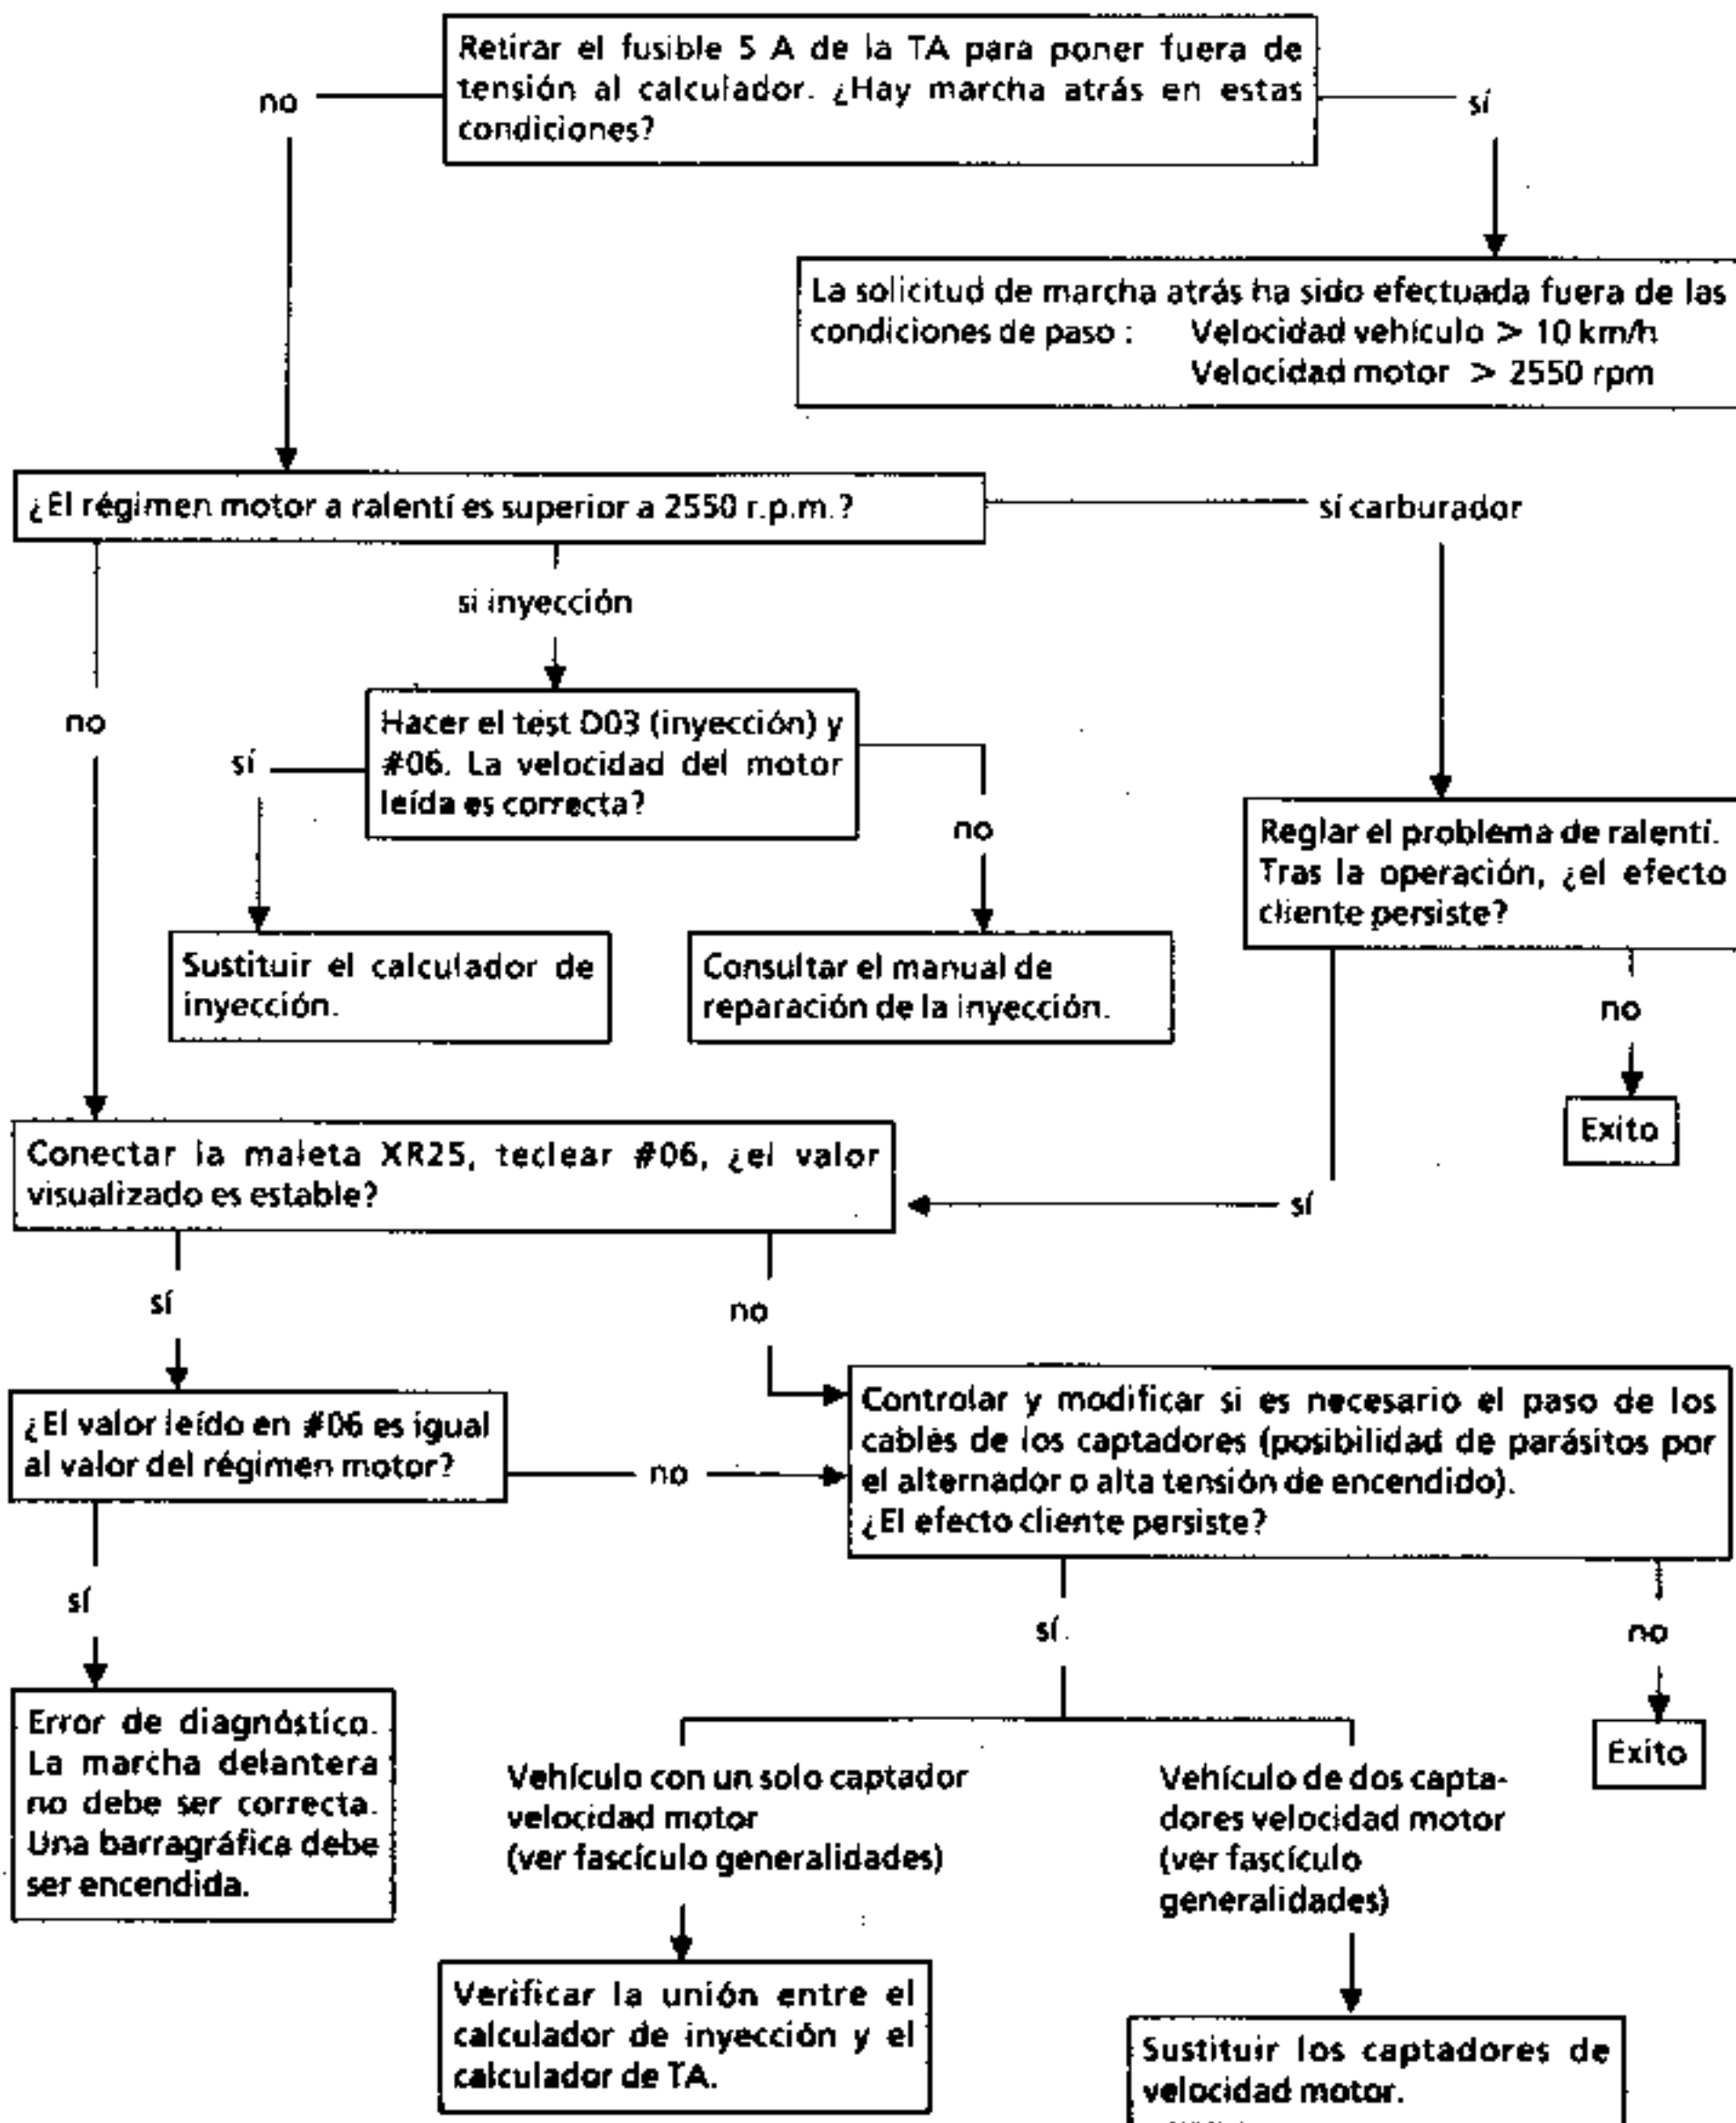 Retirar el fusible 5 A de la TA para poner fuera de
tensión al calculador. ¿Hay marcha atrás en estas
condiciones?
no
sí
La solicitud de marcha atrás ha sido efectuada fuera de las
condiciones de paso : Velocidad vehículo > 10 km/h
Velocidad motor > 2550 rpm
¿El régimen motor a ralentí es superior a 2550 r.p.m.?
sí carburador
si inyección
no
Hacer el test D03 (inyección) y
#06. La velocidad del motor
leída es correcta?
sí
no
Reglar el problema de ralentí.
Tras la operación, ¿el efecto
cliente persiste?
Sustituir el calculador de
inyección.
Consultar el manual de
reparación de la inyección.
no
Exito
Conectar la maleta XR25, teclear #06, ¿el valor
visualizado es estable?
sí
sí
no
¿El valor leído en #06 es igual
al valor del régimen motor?
no
Controlar y modificar si es necesario el paso de los
cables de los captadores (posibilidad de parásitos por
el alternador o alta tensión de encendido).
¿El efecto cliente persiste?
sí
sí
no
Error de diagnóstico.
La marcha delantera
no debe ser correcta.
Una barragráfica debe
ser encendida.
Vehículo con un solo captador
velocidad motor
(ver fascículo generalidades)
Vehículo de dos capta-
dores velocidad motor
(ver fascículo
generalidades)
Exito
Verificar la unión entre el
calculador de inyección y el
calculador de TA.
Sustituir los captadores de
velocidad motor.